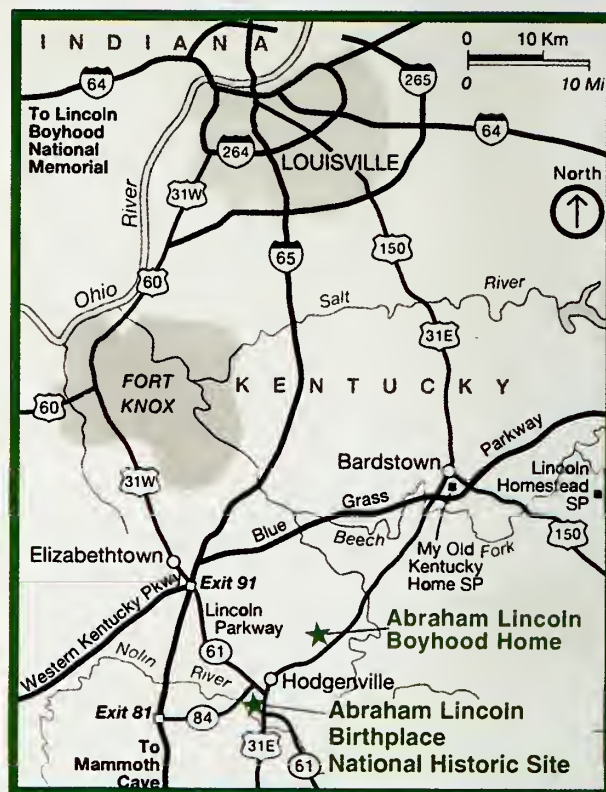 INDIANA
0 10 Km
0 10 Mi
64
265
To Lincoln
Boyhood
National
Memorial
64
264
LOUISVILLE
North
River
31W
150
65
60
Ohio
Salt
River
31E
FORT
KNOX
KENTUCKY
60
Parkway
Bardstown
31W
Lincoln
Homestead
SP
Grass
Blue
Beech
Fork
150
My Old
Kentucky
Home SP
Elizabethtown
Exit 91
Western Kentucky Pkwy
Lincoln
Parkway
Abraham Lincoln
Boyhood Home
61
Nolin
River
Hodgenville
Exit 81
84
Abraham Lincoln
Birthplace
National Historic Site
31E
61
To
Mammoth
Cave